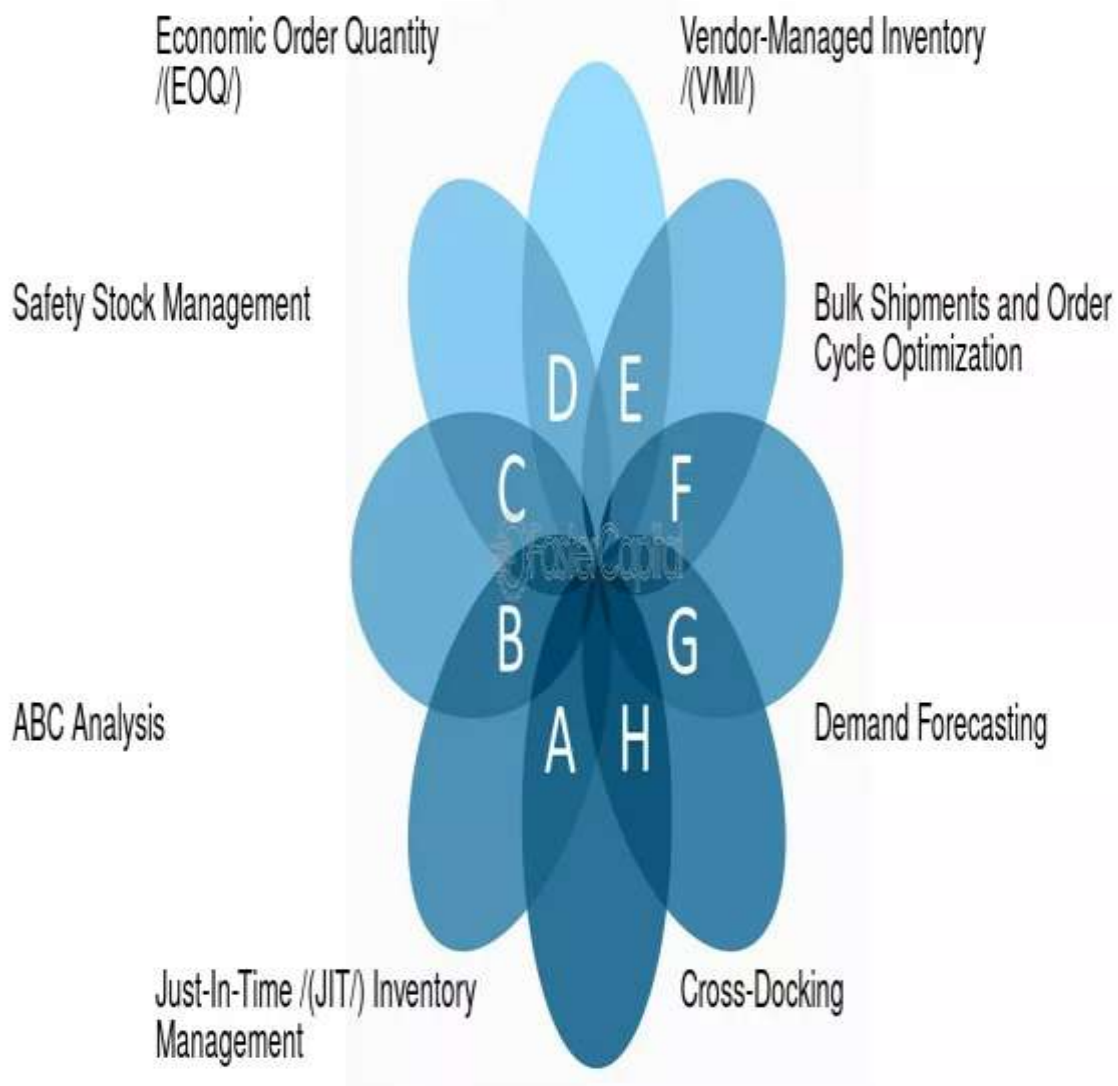 Economic Order Quantity
/(EOQ/)
Vendor-Managed Inventory
/(VMI/)
Safety Stock Management
Bulk Shipments and Order
Cycle Optimization
D E
C F
FasterCapital
B G
A H
ABC Analysis
Demand Forecasting
Just-In-Time /(JIT/) Inventory
Management
Cross-Docking